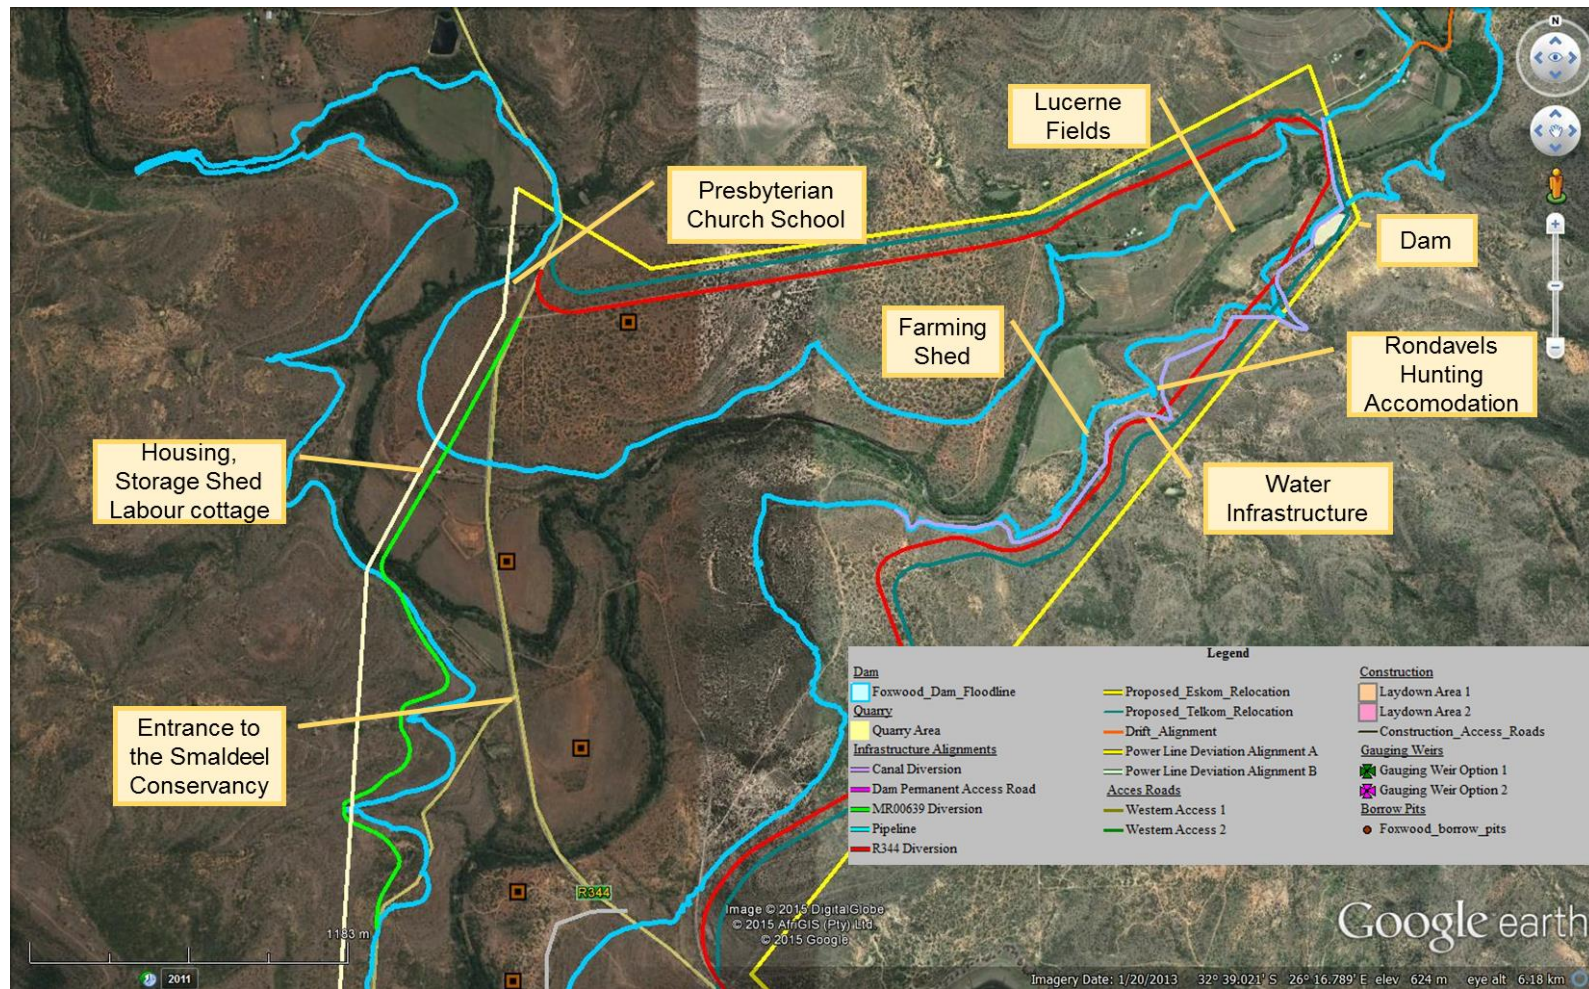 N
Lucerne
Fields
Presbyterian
Church School
Dam
Farming
Shed
Rondavels
Hunting
Accomodation
Housing,
Storage Shed
Labour cottage
Water
Infrastructure
Entrance to
the Smaldeel
Conservancy
Legend
Dam
Foxwood_Dam_Floodline
Quarry
Quarry Area
Infrastructure Alignments
Canal Diversion
Dam Permanent Access Road
MR00639 Diversion
Pipeline
R344 Diversion
Proposed_Eskom_Relocation
Proposed_Telkom_Relocation
Drift_Alignment
Power Line Deviation Alignment A
Power Line Deviation Alignment B
Acces Roads
Western Access 1
Western Access 2
Construction
Laydown Area 1
Laydown Area 2
Construction_Access_Roads
Gauging Weirs
Gauging Weir Option 1
Gauging Weir Option 2
Borrow Pits
Foxwood_borrow_pits
R344
Image © 2015 DigitalGlobe
© 2015 AfriGIS (Pty) Ltd.
© 2015 Google
Google earth
1183 m
2011
Imagery Date: 1/20/2013 32° 39.021' S 26° 16.789' E elev 624 m eye alt 6.18 km